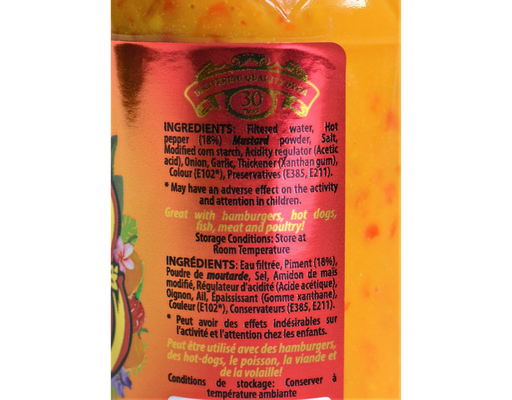 30
INGREDIENTS: Filtered water, Hot
pepper (18%) Mustard powder, Salt,
Modified corn starch, Acidity regulator (Acetic
acid), Onion, Garlic, Thickener (Xanthan gum),
Colour (E102*), Preservatives (E385, E211).
* May have an adverse effect on the activity
and attention in children.
Great with hamburgers, hot dogs,
fish, meat and poultry!
Storage Conditions: Store at
Room Temperature
INGRÉDIENTS: Eau filtrée, Piment (18%),
Poudre de moutarde, Sel, Amidon de mais
modifié, Régulateur d'acidité (Acide acétique),
Oignon, Ail, Épaississant (Gomme xanthane),
Couleur (E102*), Conservateurs (E385, E211).
* Peut avoir des effets indésirables sur
l'activité et l'attention chez les enfants.
Peut être utilisé avec des hamburgers,
des hot-dogs, le poisson, la viande et
de la volaille!
Conditions de stockage: Conserver à
température ambiante